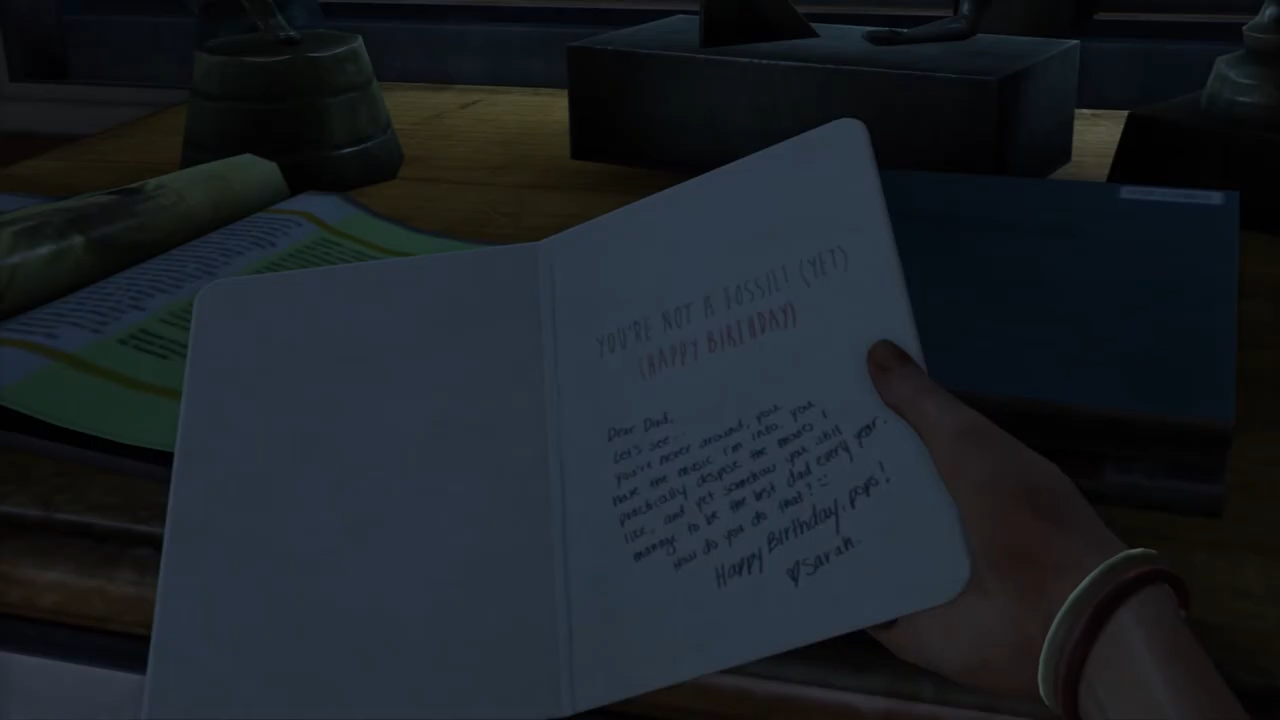 YOU'RE NOT A FOSSIL! (YET)
(HAPPY BIRTHDAY)
Dear Dad,
Let's see...
You're never around, you
hate the music I'm into, you
practically despise the movies I
like, and yet somehow you still
manage to be the best dad every year.
How do you do that? :)
Happy Birthday, pops!
♡ Sarah.